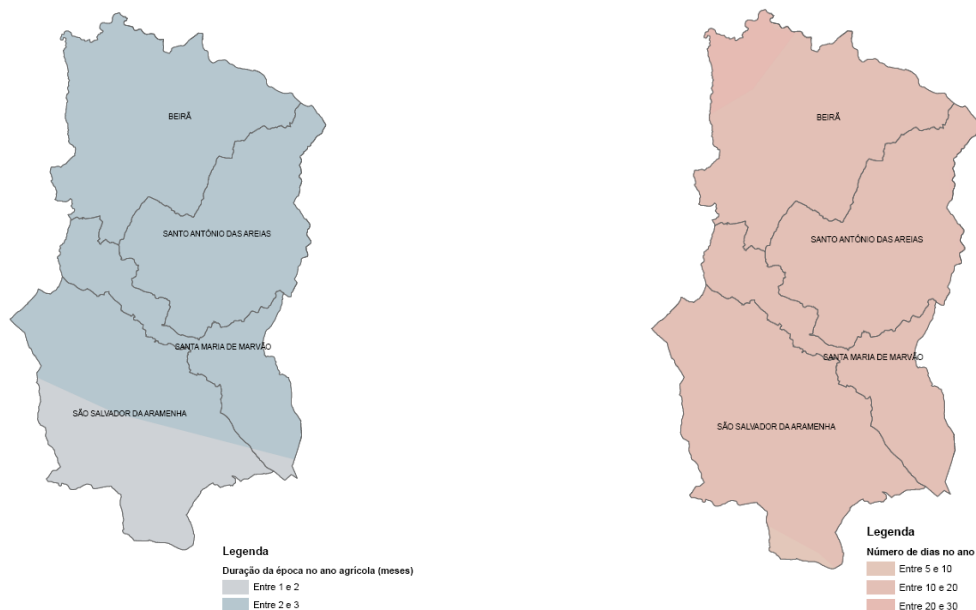 BEIRÃ
SANTO ANTÓNIO DAS AREIAS
SANTA MARIA DE MARVÃO
SÃO SALVADOR DA ARAMENHA
Legenda
Duração da época no ano agrícola (meses)
Entre 1 e 2
Entre 2 e 3
BEIRÃ
SANTO ANTÓNIO DAS AREIAS
SANTA MARIA DE MARVÃO
SÃO SALVADOR DA ARAMENHA
Legenda
Número de dias no ano
Entre 5 e 10
Entre 10 e 20
Entre 20 e 30